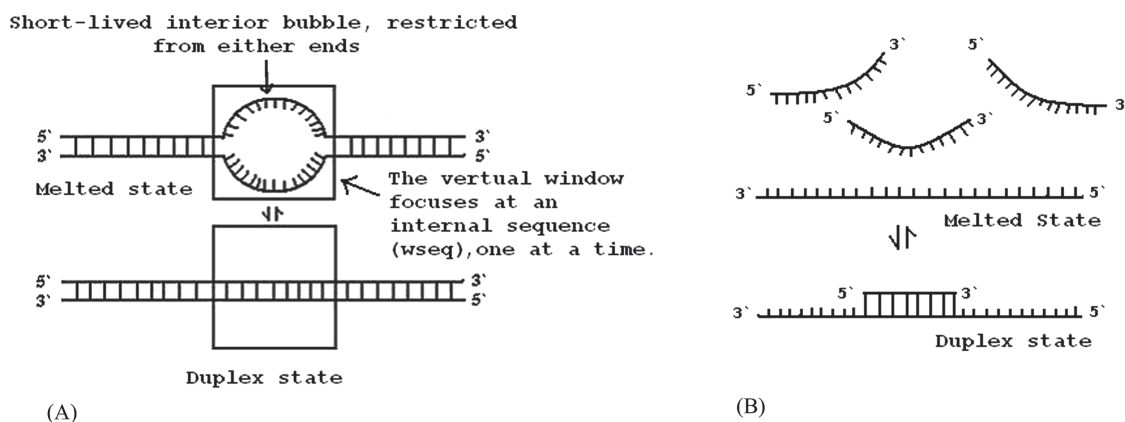 Short-lived interior bubble, restricted
from either ends
5` 3`
3` 5`
Melted state
The vertual window
focuses at an
internal sequence
(wseq),one at a time.
5` 3`
3` 5`
Duplex state
(A)
3` 5`
5` 3
5` 3`
3` 5`
Melted State
5` 3`
3` 5`
Duplex state
(B)